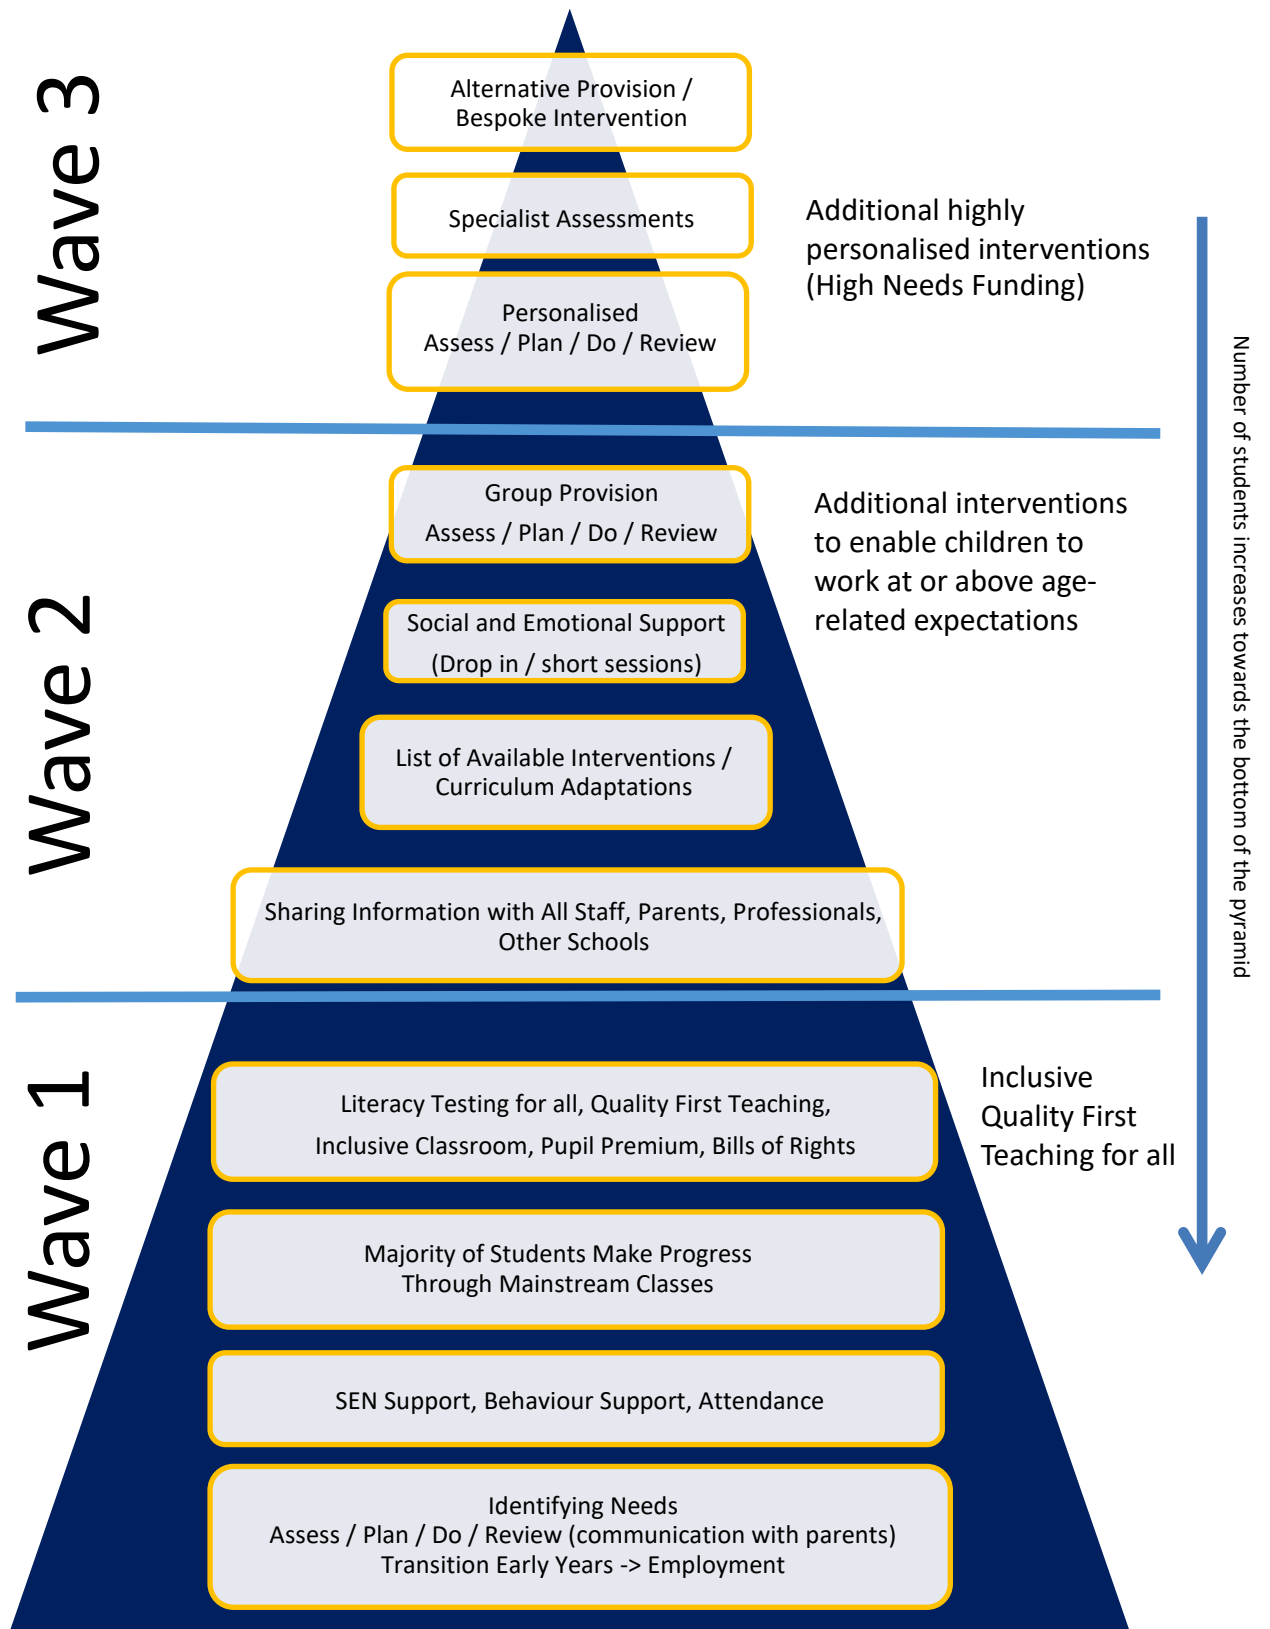 Wave 3
Alternative Provision /
Bespoke Intervention
Specialist Assessments
Personalised
Assess / Plan / Do / Review
Additional highly
personalised interventions
(High Needs Funding)
Wave 2
Group Provision
Assess / Plan / Do / Review
Social and Emotional Support
(Drop in / short sessions)
List of Available Interventions /
Curriculum Adaptations
Sharing Information with All Staff, Parents, Professionals,
Other Schools
Additional interventions
to enable children to
work at or above age-
related expectations
Wave 1
Literacy Testing for all, Quality First Teaching,
Inclusive Classroom, Pupil Premium, Bills of Rights
Majority of Students Make Progress
Through Mainstream Classes
SEN Support, Behaviour Support, Attendance
Identifying Needs
Assess / Plan / Do / Review (communication with parents)
Transition Early Years -> Employment
Inclusive
Quality First
Teaching for all
Number of students increases towards the bottom of the pyramid